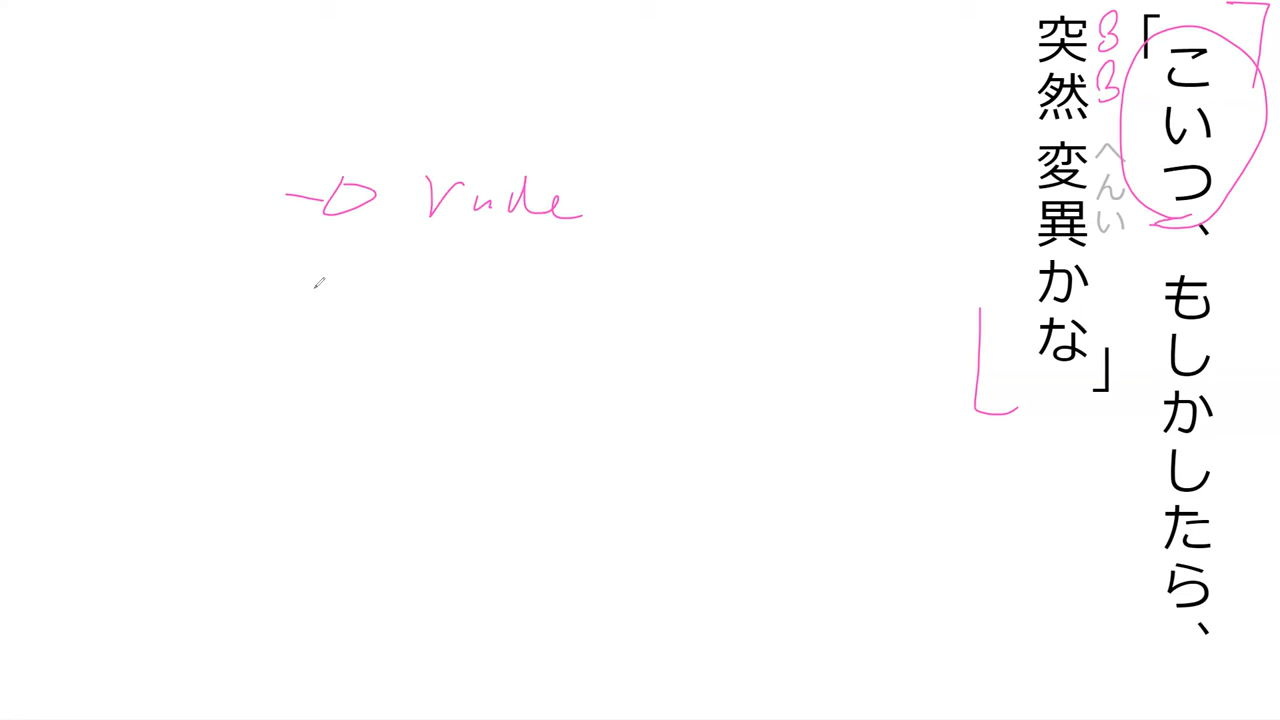 「こいつ、もしかしたら、
突然変異かな」
へんい
→ rude